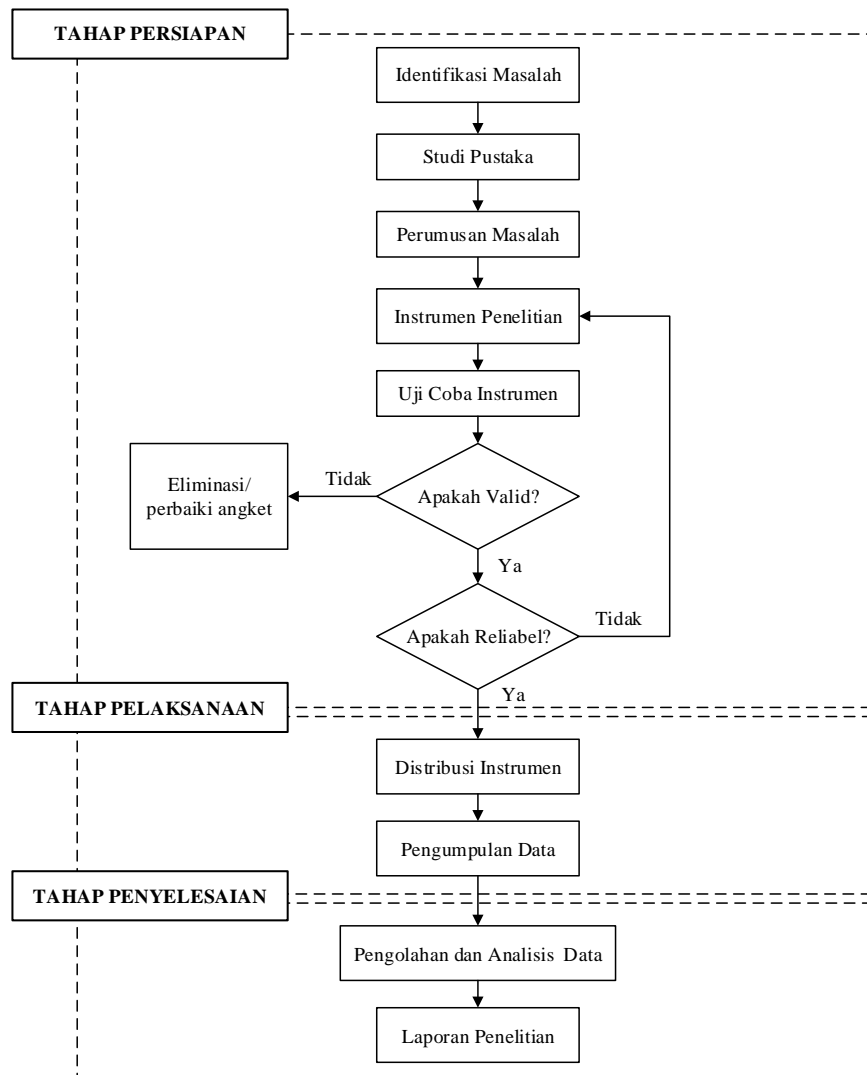 TAHAP PERSIAPAN
Identifikasi Masalah
Studi Pustaka
Perumusan Masalah
Instrumen Penelitian
Uji Coba Instrumen
Eliminasi/
perbaiki angket
Tidak
Apakah Valid?
Ya
Apakah Reliabel?
Tidak
Ya
TAHAP PELAKSANAAN
Distribusi Instrumen
Pengumpulan Data
TAHAP PENYELESAIAN
Pengolahan dan Analisis Data
Laporan Penelitian